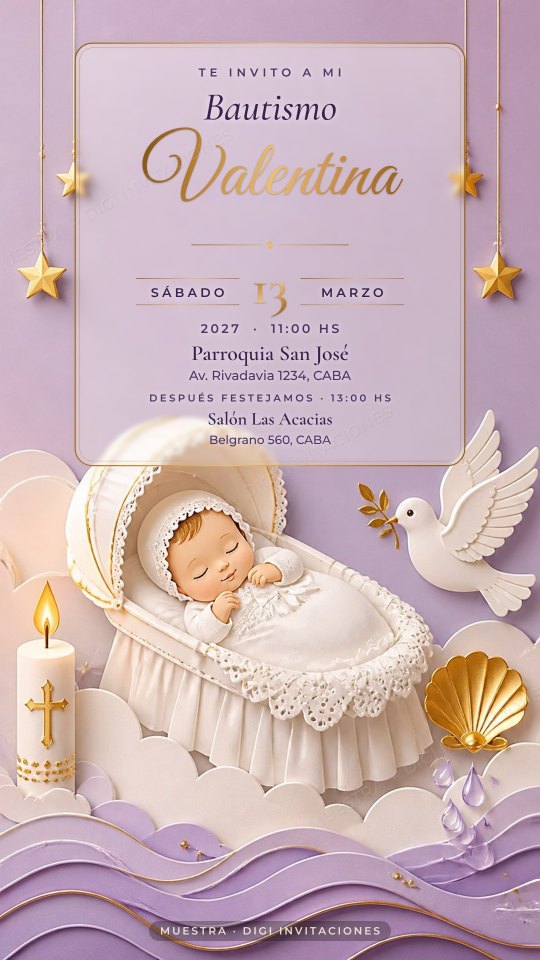 TE INVITO A MI
Bautismo
Valentina
SÁBADO 13 MARZO
2027 · 11:00 HS
Parroquia San José
Av. Rivadavia 1234, CABA
DESPUÉS FESTEJAMOS · 13:00 HS
Salón Las Acacias
Belgrano 560, CABA
MUESTRA · DIGI INVITACIONES